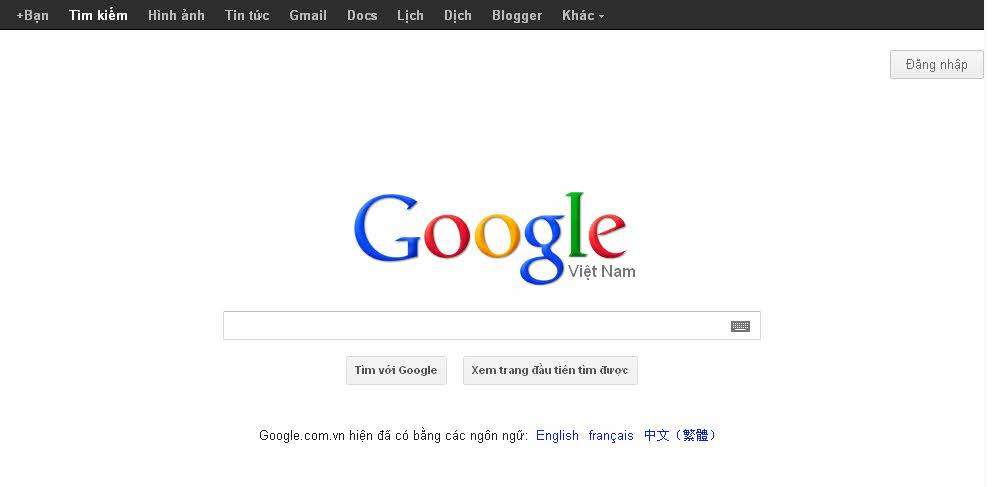 +Bạn Tìm kiếm Hình ảnh Tin tức Gmail Docs Lịch Dịch Blogger Khác
Đăng nhập
Google
Việt Nam
Tìm với Google Xem trang đầu tiên tìm được
Google.com.vn hiện đã có bằng các ngôn ngữ: English français 中文（繁體）